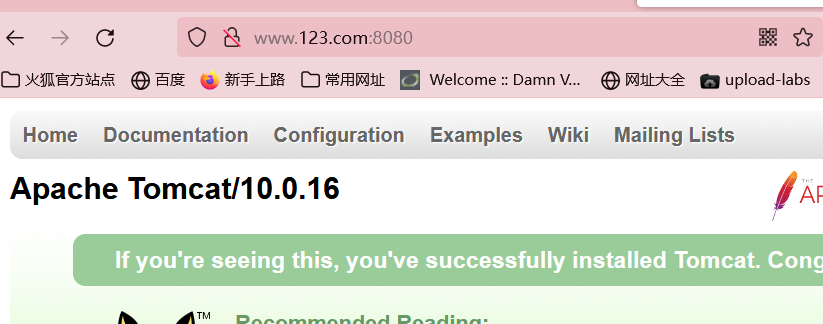 www.123.com:8080
火狐官方站点 百度 新手上路 常用网址 Welcome :: Damn V... 网址大全 upload-labs
Home Documentation Configuration Examples Wiki Mailing Lists
Apache Tomcat/10.0.16
THE
AP
If you're seeing this, you've successfully installed Tomcat. Cong
TM
Recommended Reading: